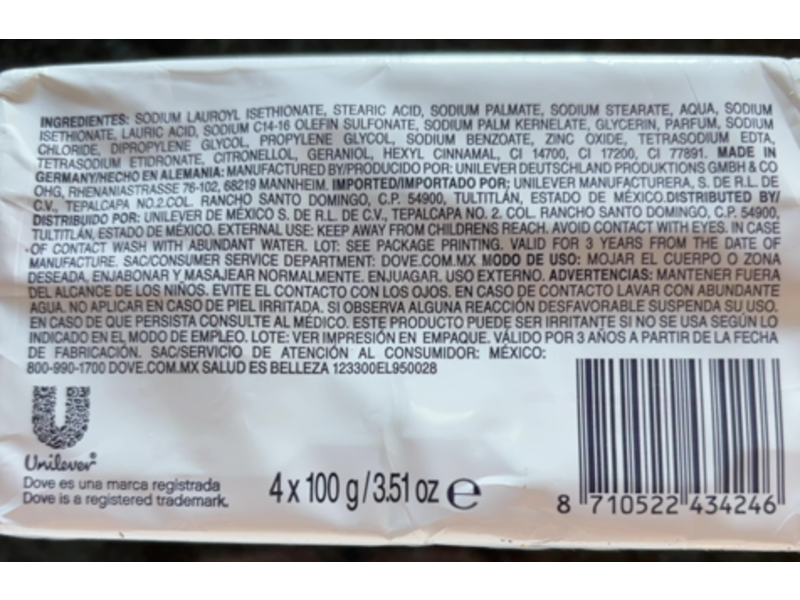 INGREDIENTES: SODIUM LAUROYL ISETHIONATE, STEARIC ACID, SODIUM PALMATE, SODIUM STEARATE, AQUA, SODIUM
ISETHIONATE, LAURIC ACID, SODIUM C14-16 OLEFIN SULFONATE, SODIUM PALM KERNELATE, GLYCERIN, PARFUM, SODIUM
CHLORIDE, DIPROPYLENE GLYCOL, PROPYLENE GLYCOL, SODIUM BENZOATE, ZINC OXIDE, TETRASODIUM EDTA,
TETRASODIUM ETIDRONATE, CITRONELLOL, GERANIOL, HEXYL CINNAMAL, CI 14700, CI 17200, CI 77891. MADE IN
GERMANY/HECHO EN ALEMANIA: MANUFACTURED BY/PRODUCIDO POR: UNILEVER DEUTSCHLAND PRODUKTIONS GMBH & CO
OHG, RHENANIASTRASSE 76-102, 68219 MANNHEIM. IMPORTED/IMPORTADO POR: UNILEVER MANUFACTURERA, S. DE R.L. DE
C.V., TEPALCAPA NO.2.COL. RANCHO SANTO DOMINGO, C.P. 54900, TULTITLÁN, ESTADO DE MÉXICO.DISTRIBUTED BY/
DISTRIBUIDO POR: UNILEVER DE MÉXICO S. DE R.L. DE C.V., TEPALCAPA NO. 2. COL. RANCHO SANTO DOMINGO, C.P. 54900,
TULTITLÁN, ESTADO DE MÉXICO. EXTERNAL USE: KEEP AWAY FROM CHILDRENS REACH. AVOID CONTACT WITH EYES. IN CASE
OF CONTACT WASH WITH ABUNDANT WATER. LOT: SEE PACKAGE PRINTING. VALID FOR 3 YEARS FROM THE DATE OF
MANUFACTURE. SAC/CONSUMER SERVICE DEPARTMENT: DOVE.COM.MX MODO DE USO: MOJAR EL CUERPO O ZONA
DESEADA, ENJABONAR Y MASAJEAR NORMALMENTE. ENJUAGAR. USO EXTERNO. ADVERTENCIAS: MANTENER FUERA
DEL ALCANCE DE LOS NIÑOS. EVITE EL CONTACTO CON LOS OJOS. EN CASO DE CONTACTO LAVAR CON ABUNDANTE
AGUA. NO APLICAR EN CASO DE PIEL IRRITADA. SI OBSERVA ALGUNA REACCIÓN DESFAVORABLE SUSPENDA SU USO.
EN CASO DE QUE PERSISTA CONSULTE AL MÉDICO. ESTE PRODUCTO PUEDE SER IRRITANTE SI NO SE USA SEGÚN LO
INDICADO EN EL MODO DE EMPLEO. LOTE: VER IMPRESIÓN EN EMPAQUE. VÁLIDO POR 3 AÑOS A PARTIR DE LA FECHA
DE FABRICACIÓN. SAC/SERVICIO DE ATENCIÓN AL CONSUMIDOR: MÉXICO:
800-990-1700 DOVE.COM.MX SALUD ES BELLEZA 123300EL950028
Unilever®
Dove es una marca registrada
Dove is a registered trademark.
4 x 100 g/3.51 oz ℮
8 710522 434246